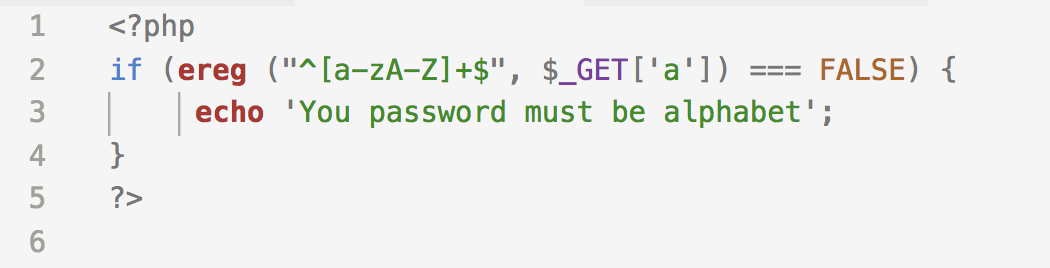 1 <?php
2 if (ereg ("^[a-zA-Z]+$", $_GET['a']) === FALSE) {
3 echo 'You password must be alphabet';
4 }
5 ?>
6